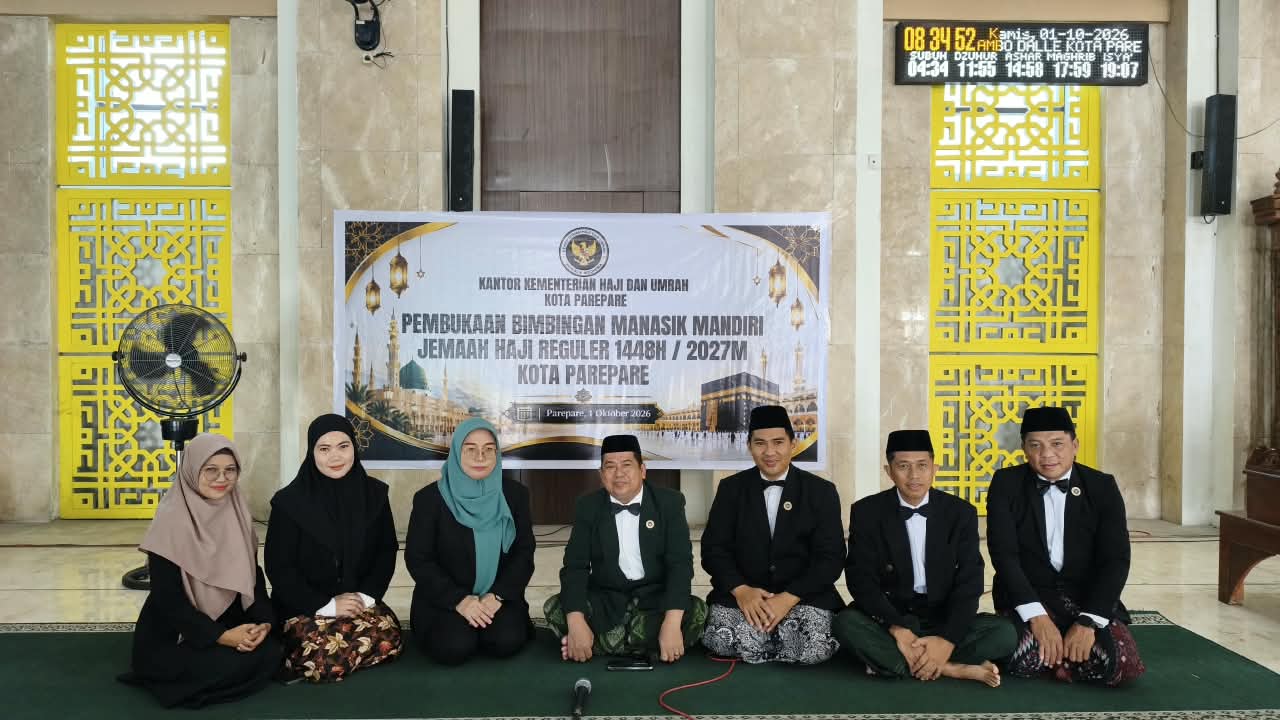 08 34 52 Kamis, 01-10-2026
AMBO DALLE KOTA PARE
SUBUH DZUHUR ASHAR MAGHRIB ISYA'
04:34 11:55 14:58 17:59 19:07
KANTOR KEMENTERIAN HAJI DAN UMRAH
KOTA PAREPARE
PEMBUKAAN BIMBINGAN MANASIK MANDIRI
JEMAAH HAJI REGULER 1448H / 2027M
KOTA PAREPARE
Parepare, 1 Oktober 2026